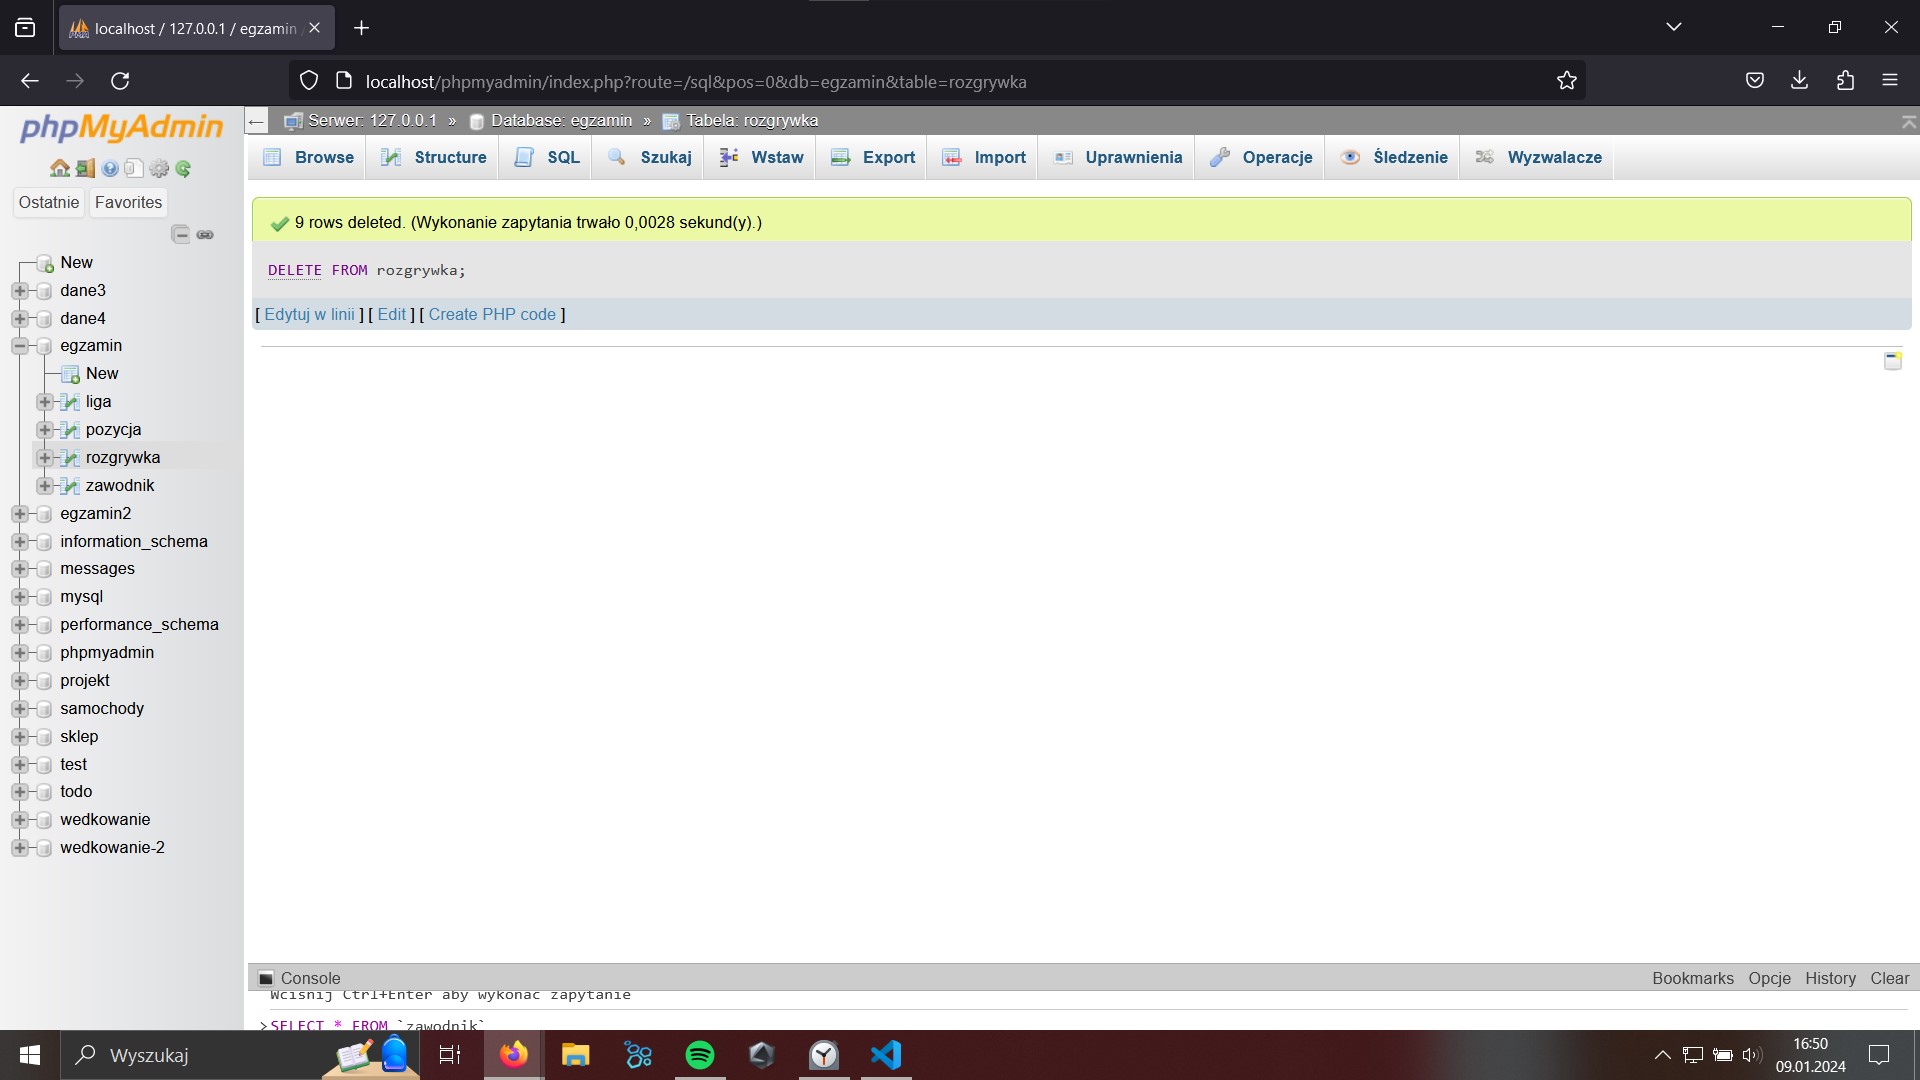 localhost / 127.0.0.1 / egzamin
localhost/phpmyadmin/index.php?route=/sql&pos=0&db=egzamin&table=rozgrywka
phpMyAdmin
Ostatnie Favorites
New
dane3
dane4
egzamin
New
liga
pozycja
rozgrywka
zawodnik
egzamin2
information_schema
messages
mysql
performance_schema
phpmyadmin
projekt
samochody
sklep
test
todo
wedkowanie
wedkowanie-2
Serwer: 127.0.0.1 » Database: egzamin » Tabela: rozgrywka
Browse Structure SQL Szukaj Wstaw Export Import Uprawnienia Operacje Śledzenie Wyzwalacze
9 rows deleted. (Wykonanie zapytania trwało 0,0028 sekund(y).)
DELETE FROM rozgrywka;
[ Edytuj w linii ] [ Edit ] [ Create PHP code ]
Console Bookmarks Opcje History Clear
Wciśnij Ctrl+Enter aby wykonać zapytanie
>SELECT * FROM `zawodnik`
Wyszukaj
16:50
09.01.2024